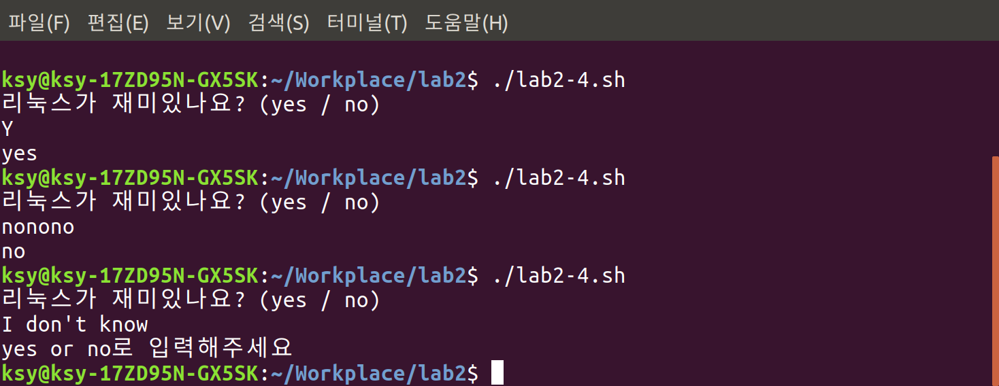 파일(F) 편집(E) 보기(V) 검색(S) 터미널(T) 도움말(H)
ksy@ksy-17ZD95N-GX5SK:~/Workplace/lab2$ ./lab2-4.sh
리눅스가 재미있나요? (yes / no)
Y
yes
ksy@ksy-17ZD95N-GX5SK:~/Workplace/lab2$ ./lab2-4.sh
리눅스가 재미있나요? (yes / no)
nonono
no
ksy@ksy-17ZD95N-GX5SK:~/Workplace/lab2$ ./lab2-4.sh
리눅스가 재미있나요? (yes / no)
I don't know
yes or no로 입력해주세요
ksy@ksy-17ZD95N-GX5SK:~/Workplace/lab2$